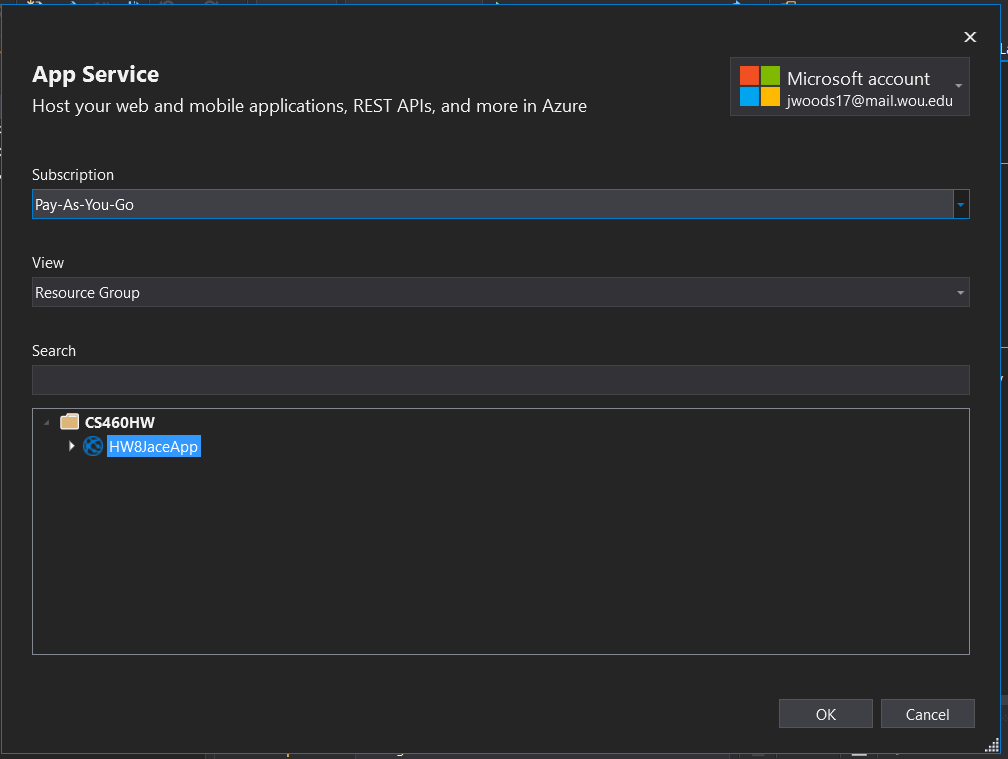 App Service
Host your web and mobile applications, REST APIs, and more in Azure
Microsoft account
jwoods17@mail.wou.edu
Subscription
Pay-As-You-Go
View
Resource Group
Search
CS460HW
HW8JaceApp
OK
Cancel